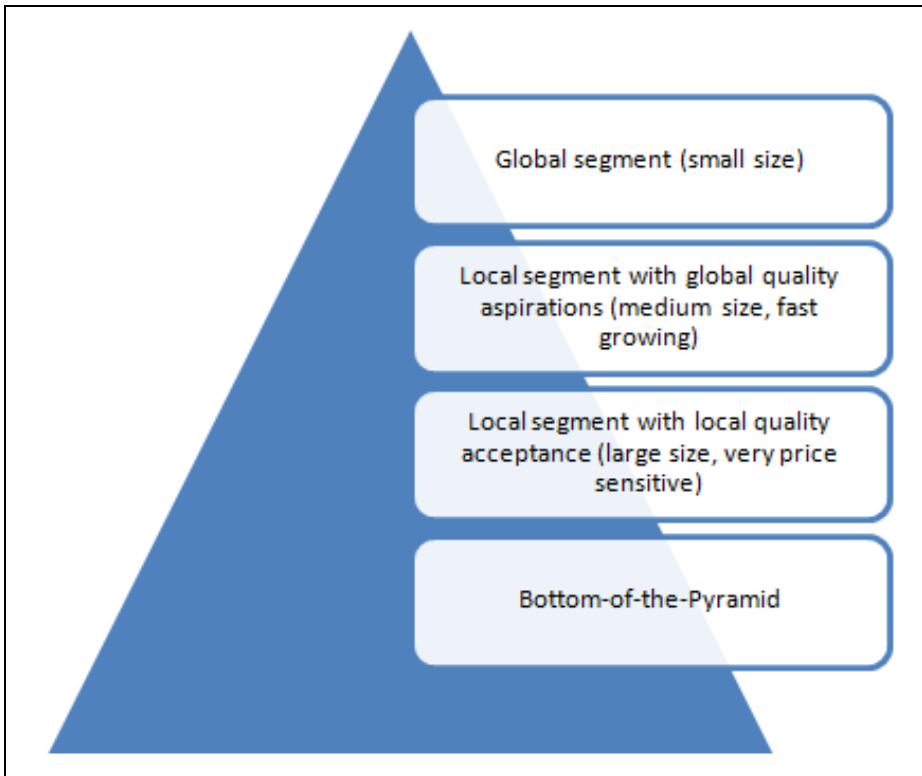 Global segment (small size)
Local segment with global quality
aspirations (medium size, fast
growing)
Local segment with local quality
acceptance (large size, very price
sensitive)
Bottom-of-the-Pyramid